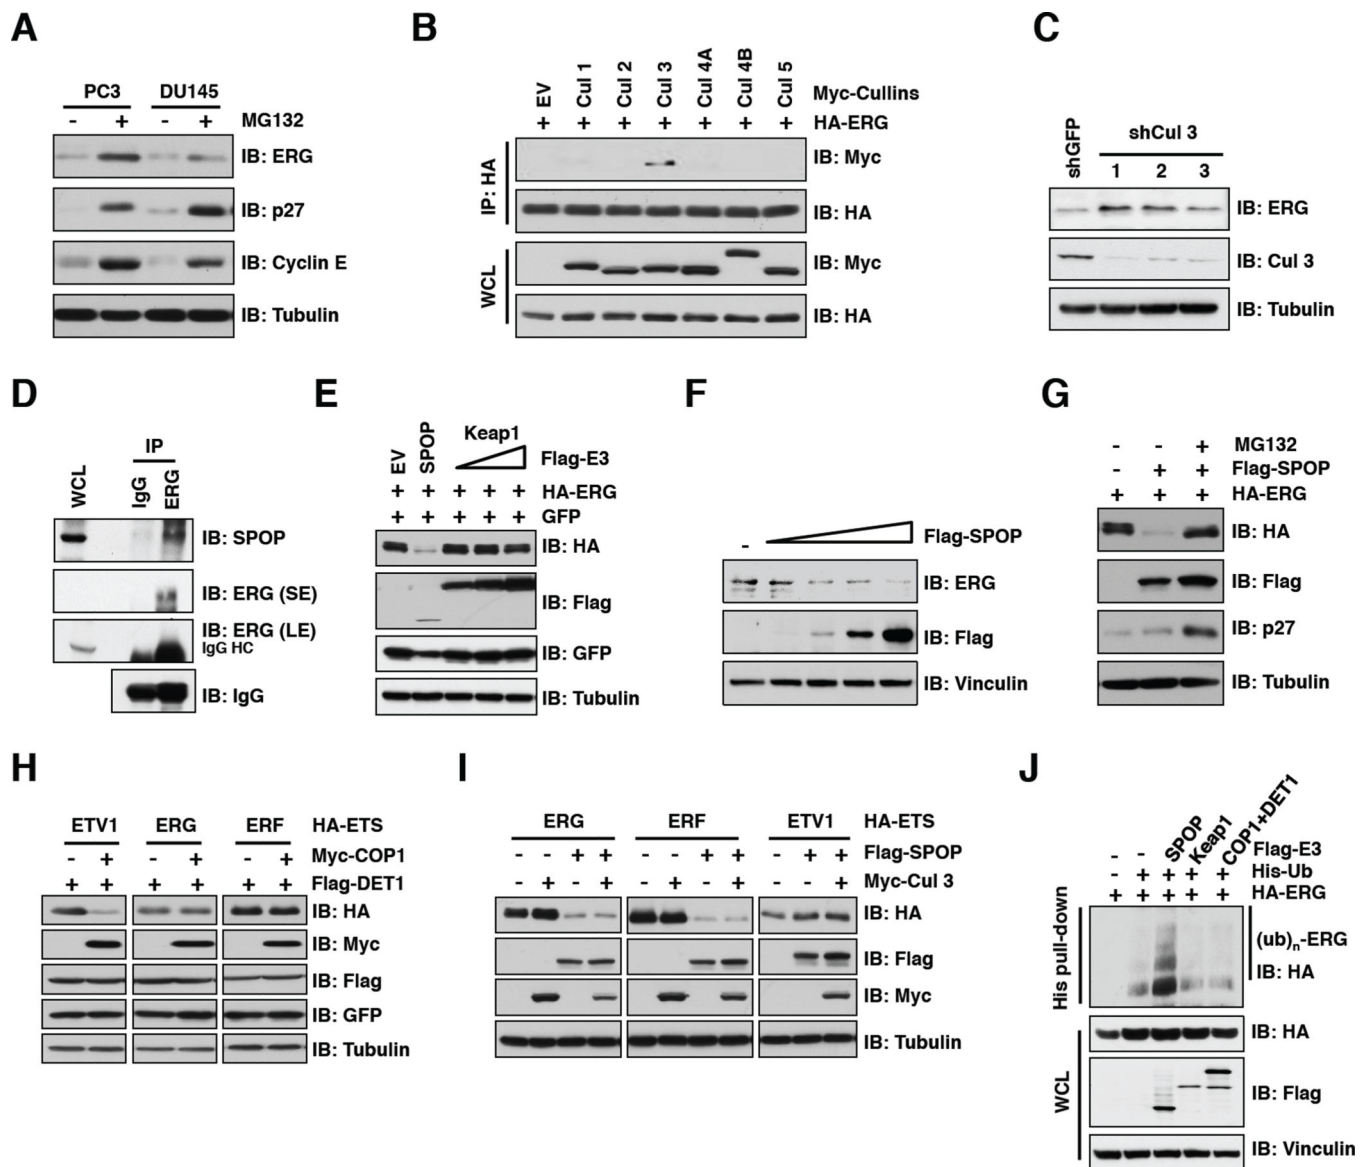 A
PC3 DU145
- + - + MG132
IB: ERG
IB: p27
IB: Cyclin E
IB: Tubulin
B
EV Cul 1 Cul 2 Cul 3 Cul 4A Cul 4B Cul 5 Myc-Cullins
+ + + + + + + HA-ERG
IP: HA
IB: Myc
IB: HA
WCL
IB: Myc
IB: HA
C
shGFP shCul 3
1 2 3
IB: ERG
IB: Cul 3
IB: Tubulin
D
IP
WCL IgG ERG
IB: SPOP
IB: ERG (SE)
IB: ERG (LE)
IgG HC
IB: IgG
E
EV SPOP Keap1 Flag-E3
+ + + + + HA-ERG
+ + + + + GFP
IB: HA
IB: Flag
IB: GFP
IB: Tubulin
F
- Flag-SPOP
IB: ERG
IB: Flag
IB: Vinculin
G
- - + MG132
- + + Flag-SPOP
+ + + HA-ERG
IB: HA
IB: Flag
IB: p27
IB: Tubulin
H
ETV1 ERG ERF HA-ETS
- + - + - + Myc-COP1
+ + + + + + Flag-DET1
IB: HA
IB: Myc
IB: Flag
IB: GFP
IB: Tubulin
I
ERG ERF ETV1 HA-ETS
- - + + - - + + - + + Flag-SPOP
- + - + - + - + - - + Myc-Cul 3
IB: HA
IB: Flag
IB: Myc
IB: Tubulin
J
- - SPOP Keap1 COP1+DET1 Flag-E3
- + + + + His-Ub
+ + + + + HA-ERG
His pull-down
(ub)n-ERG
IB: HA
WCL
IB: HA
IB: Flag
IB: Vinculin